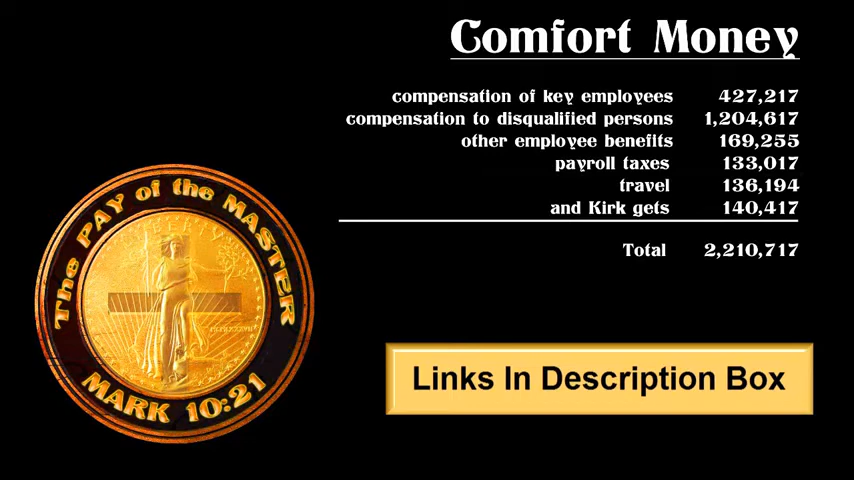 Comfort Money
compensation of key employees 427,217
compensation to disqualified persons 1,204,617
other employee benefits 169,255
payroll taxes 133,017
travel 136,194
and Kirk gets 140,417
Total 2,210,717
The PAY of the MASTER
LIBERTY
MCMXXXVII
MARK 10:21
Links In Description Box